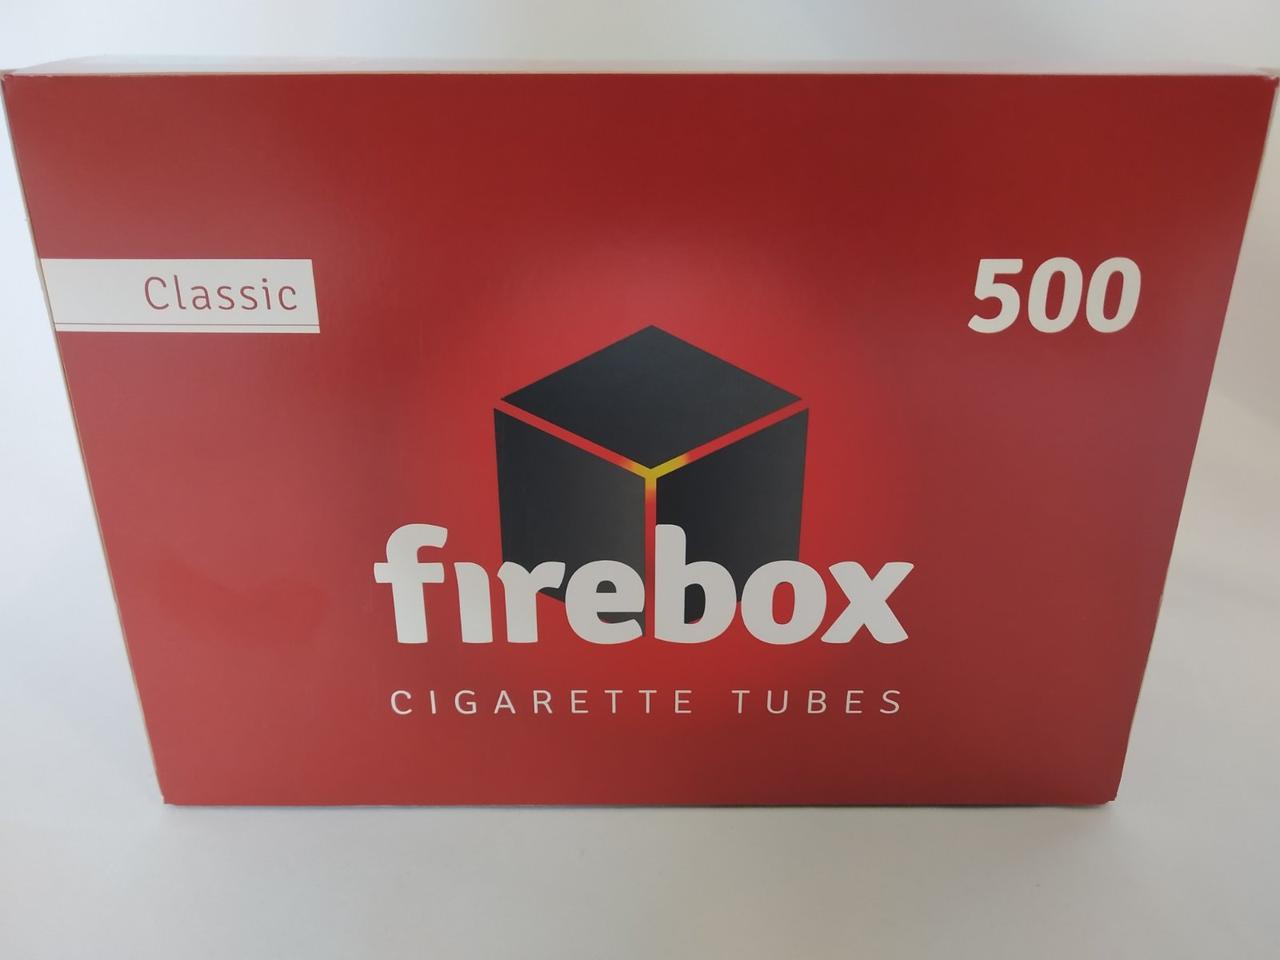 Classic
500
firebox
CIGARETTE TUBES